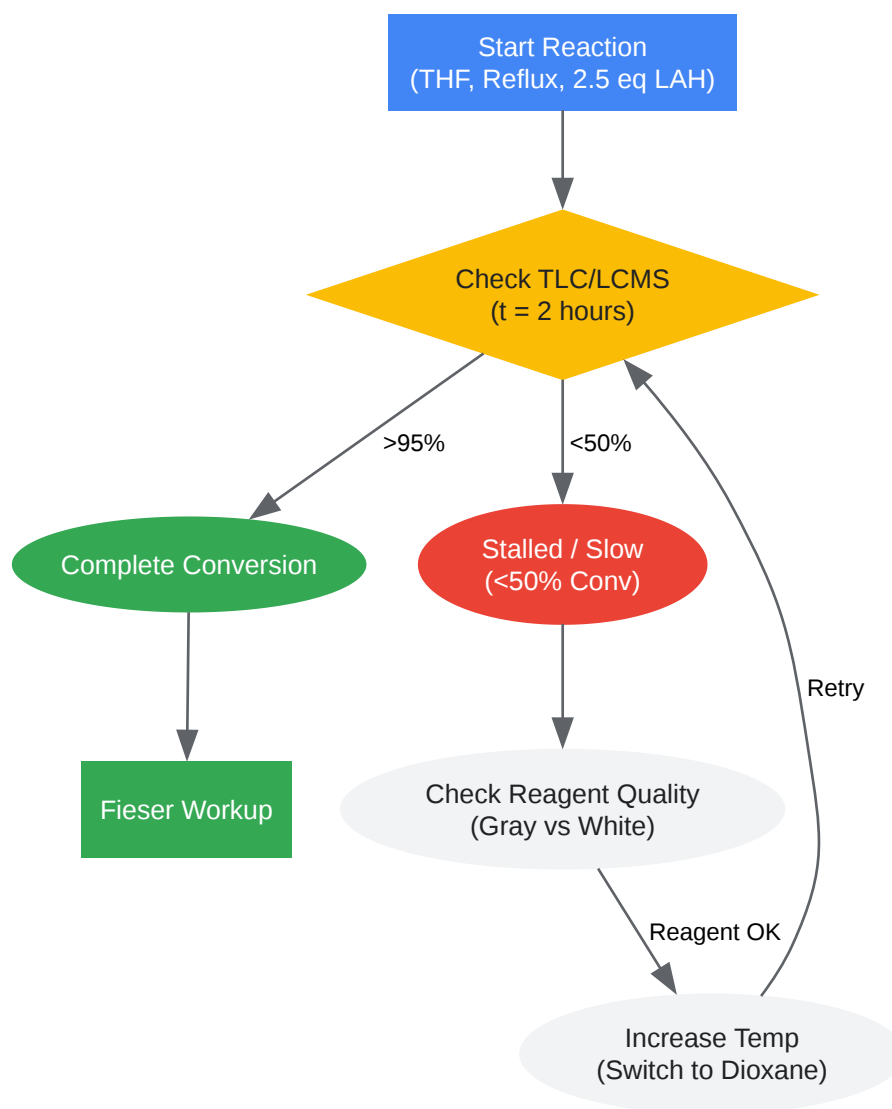 Start Reaction
(THF, Reflux, 2.5 eq LAH)
Check TLC/LCMS
(t = 2 hours)
>95%
<50%
Complete Conversion
Stalled / Slow
(<50% Conv)
Retry
Fieser Workup
Check Reagent Quality
(Gray vs White)
Reagent OK
Increase Temp
(Switch to Dioxane)